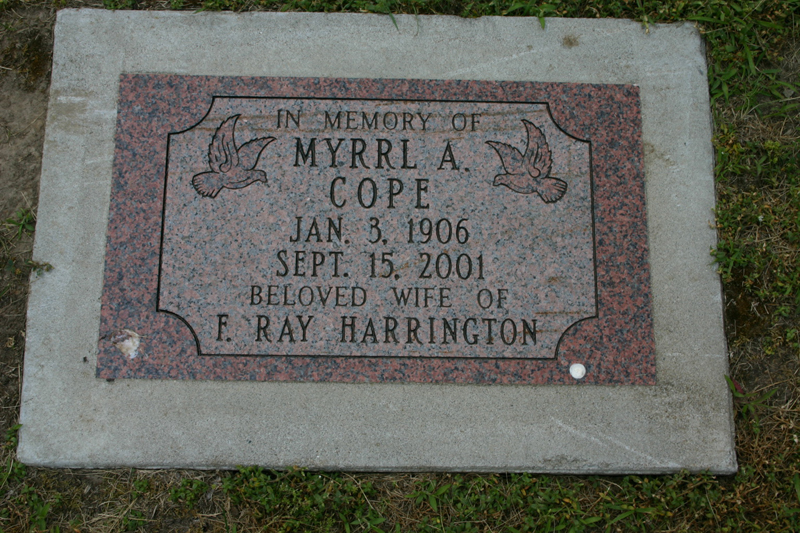 IN MEMORY OF
MYRRL A.
COPE
JAN. 3, 1906
SEPT. 15, 2001
BELOVED WIFE OF
F. RAY HARRINGTON